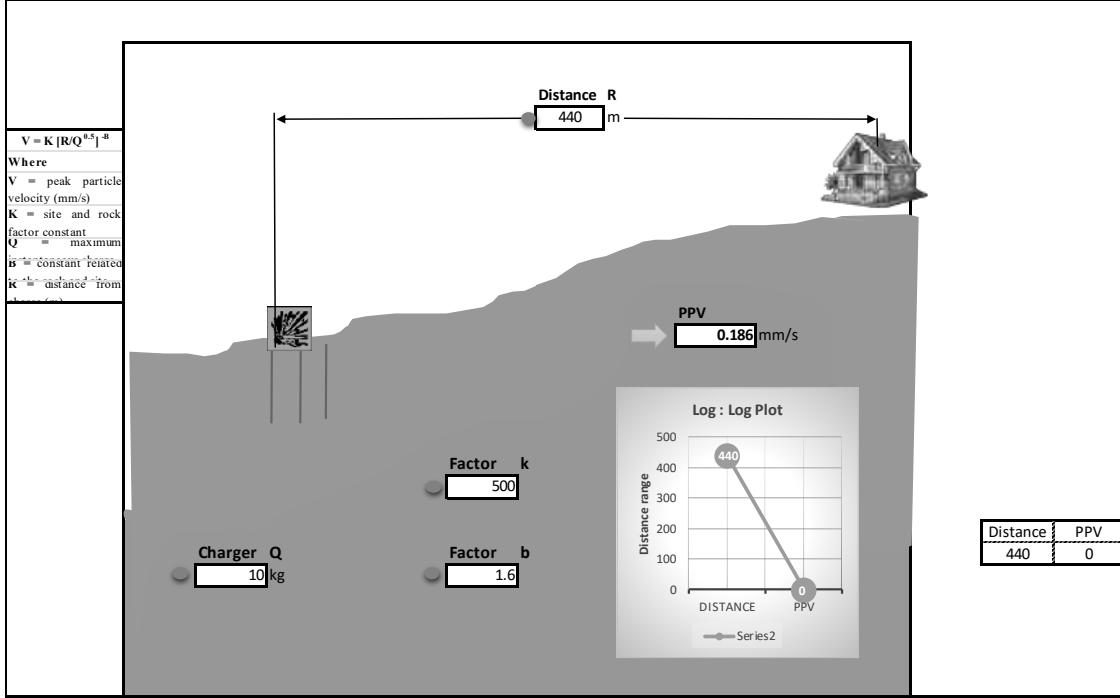 Distance R
440 m
V = K [R/Q^0.5]^-B
Where
V = peak particle
velocity (mm/s)
K = site and rock
factor constant
Q = maximum
B = constant related
R = distance from
PPV
0.186 mm/s
Log : Log Plot
500
400
300
200
100
0
Distance range
440
0
DISTANCE
PPV
Series2
Factor k
500
Charger Q
10 kg
Factor b
1.6
Distance PPV
440 0